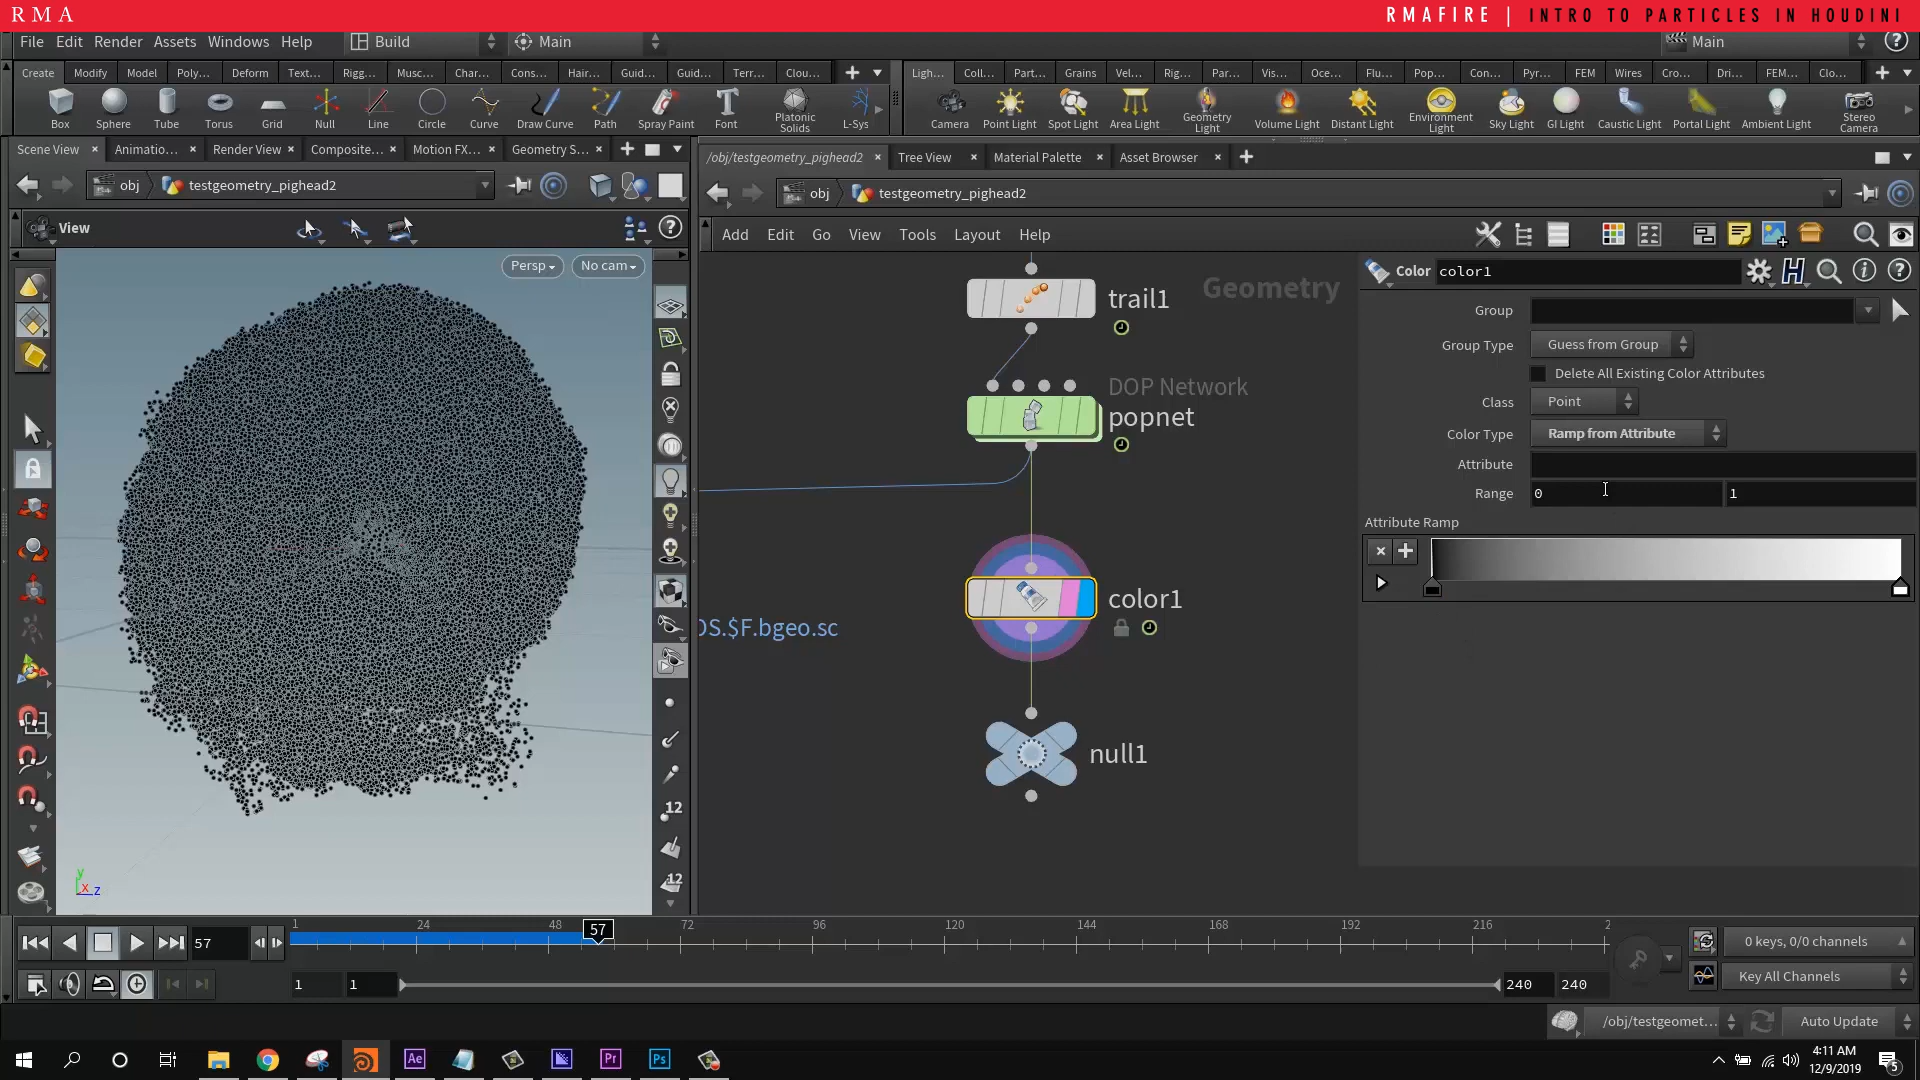 RMA
RMAFIRE | INTRO TO PARTICLES IN HOUDINI
File Edit Render Assets Windows Help Build Main Main
Create Modify Model Poly... Deform Text... Rigg... Musc... Char... Cons... Hair... Guid... Guid... Terr... Clou...
Ligh... Coll... Part... Grains Vel... Rig... Par... Vis... Oce... Flu... Pop... Con... Pyr... FEM Wires Cro... Dri... FEM... Clo...
Box Sphere Tube Torus Grid Null Line Circle Curve Draw Curve Path Spray Paint Font Platonic Solids L-Sys
Camera Point Light Spot Light Area Light Geometry Light Volume Light Distant Light Environment Light Sky Light GI Light Caustic Light Portal Light Ambient Light Stereo Camera
Scene View Animatio... Render View Composite... Motion FX... Geometry S...
/obj/testgeometry_pighead2 Tree View Material Palette Asset Browser
obj testgeometry_pighead2
obj testgeometry_pighead2
View
Add Edit Go View Tools Layout Help
Persp No cam
Geometry
trail1
DOP Network
popnet
color1
OS.$F.bgeo.sc
null1
Color color1
Group
Group Type Guess from Group
Delete All Existing Color Attributes
Class Point
Color Type Ramp from Attribute
Attribute
Range 0 1
Attribute Ramp
12
12
y
x z
57
1 24 48 57 72 96 120 144 168 192 216 2
0 keys, 0/0 channels
1 1 240 240
Key All Channels
/obj/testgeomet... Auto Update
Ae Pr Ps
4:11 AM
12/9/2019
5